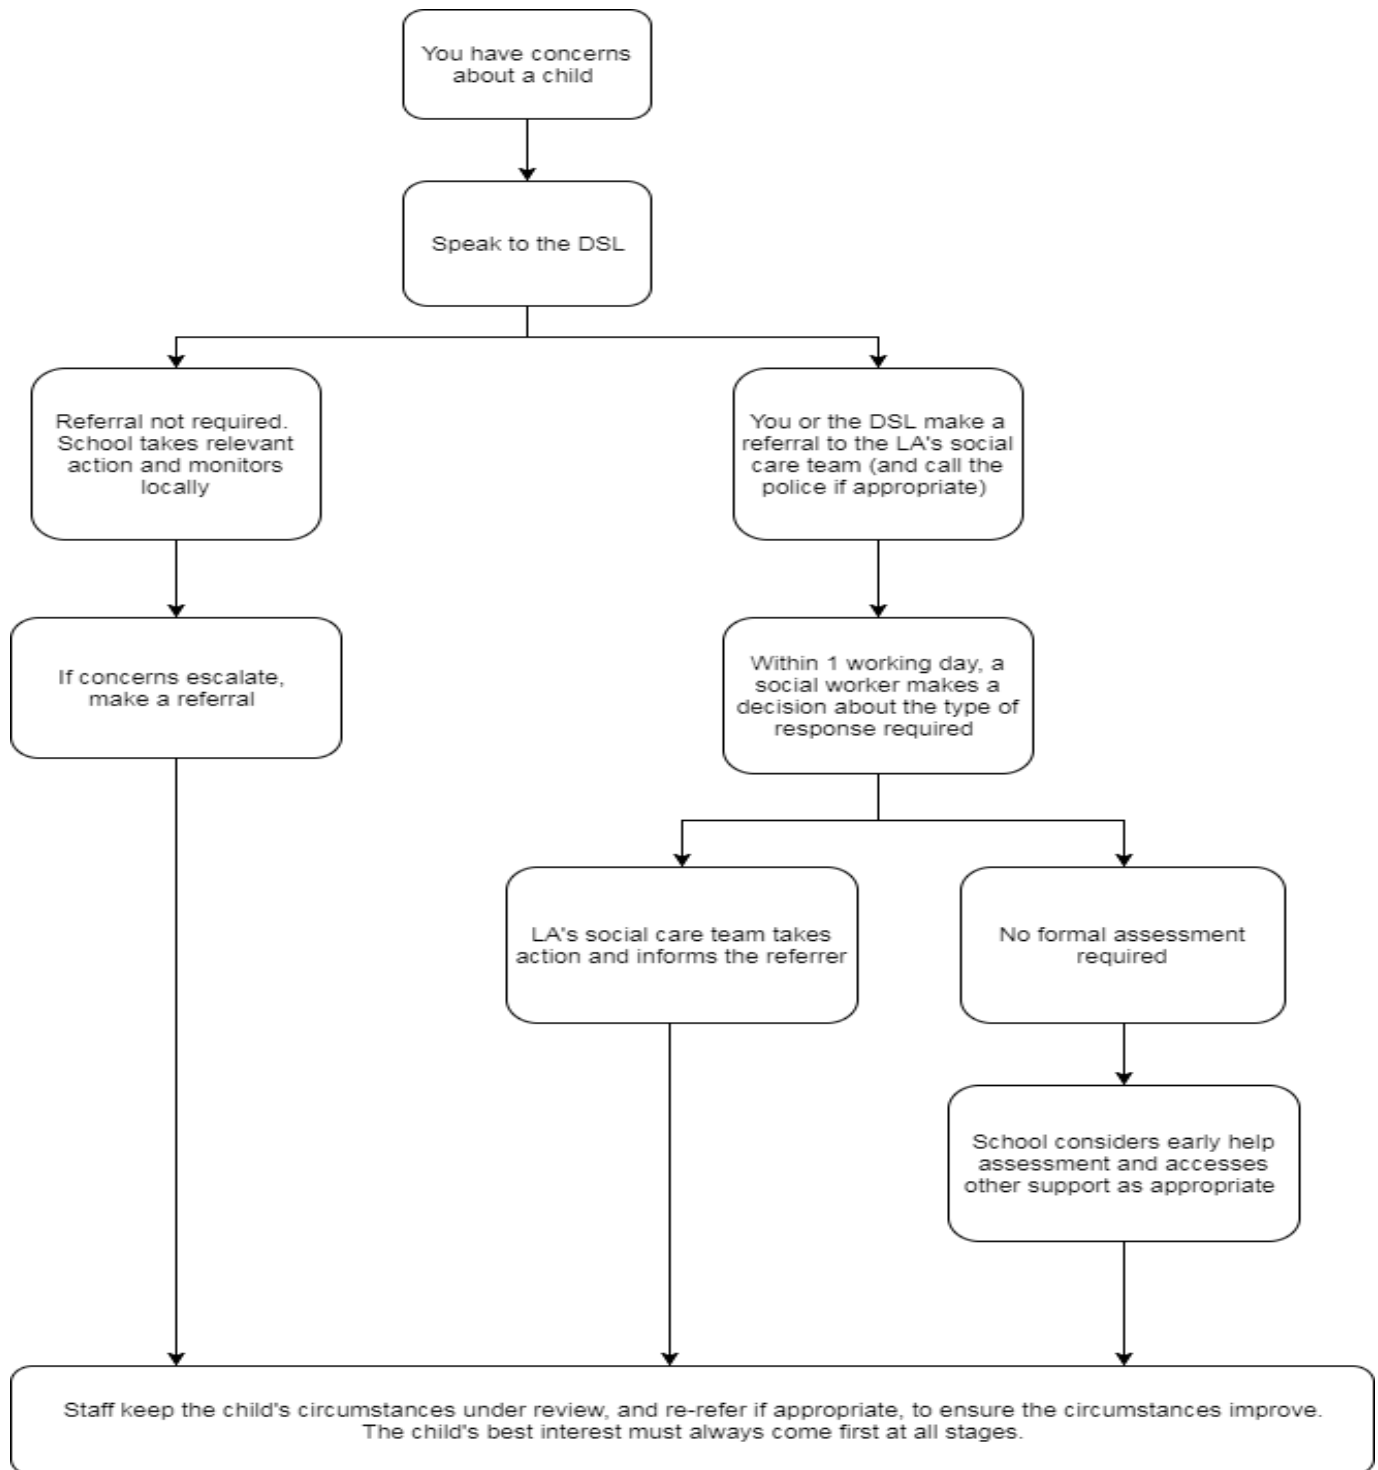 You have concerns
about a child
Speak to the DSL
Referral not required.
School takes relevant
action and monitors
locally
You or the DSL make a
referral to the LA's social
care team (and call the
police if appropriate)
If concerns escalate,
make a referral
Within 1 working day, a
social worker makes a
decision about the type of
response required
LA's social care team takes
action and informs the referrer
No formal assessment
required
School considers early help
assessment and accesses
other support as appropriate
Staff keep the child's circumstances under review, and re-refer if appropriate, to ensure the circumstances improve.
The child's best interest must always come first at all stages.